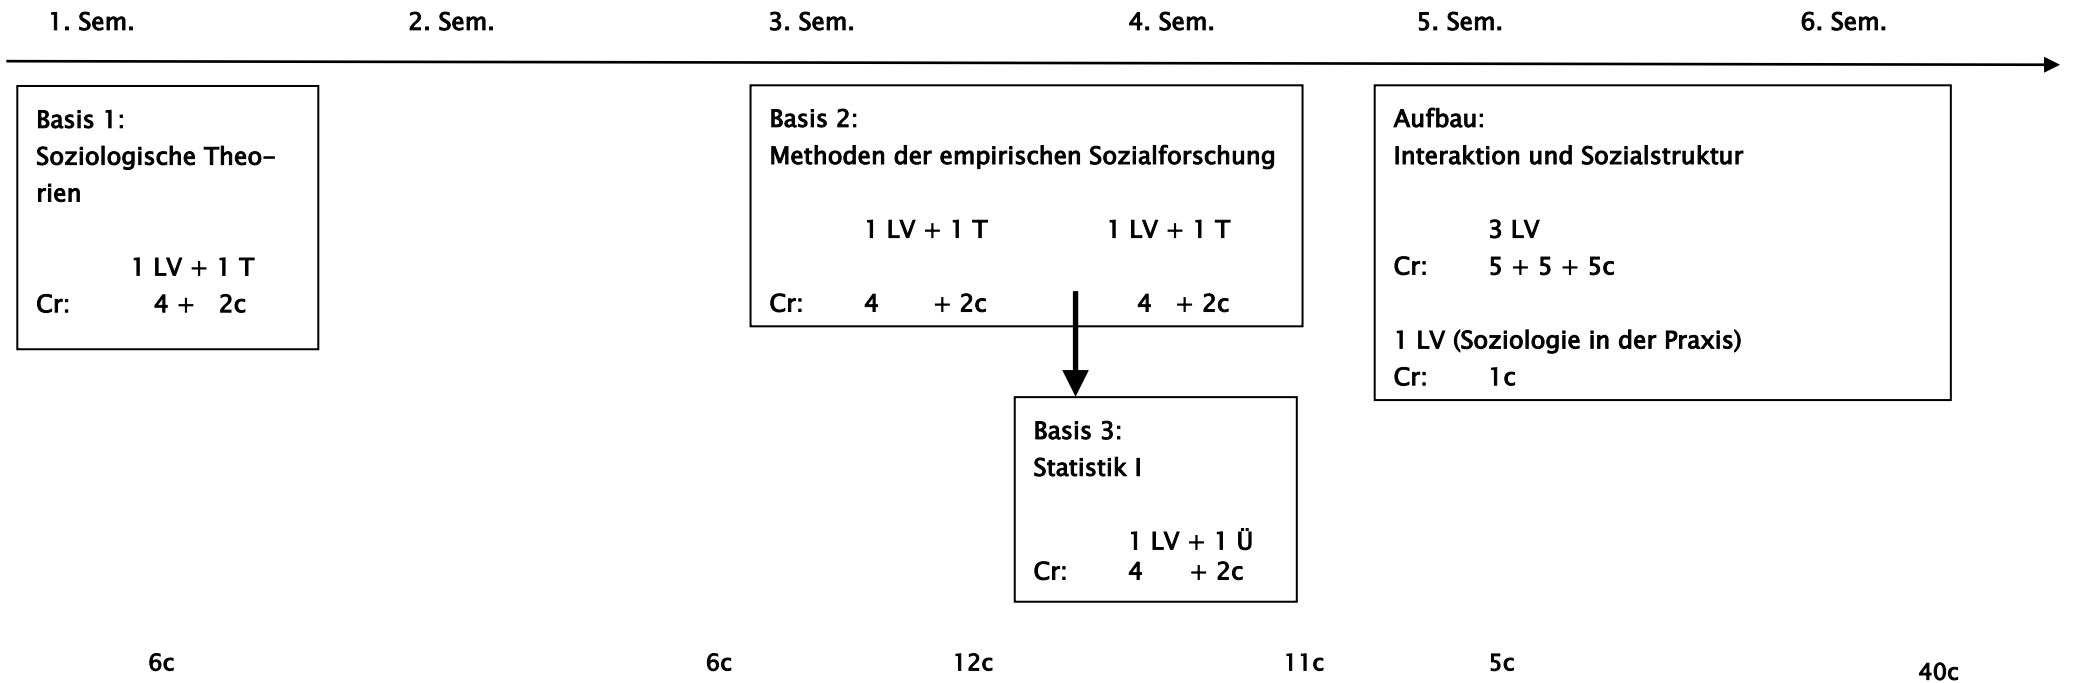 1. Sem. 2. Sem. 3. Sem. 4. Sem. 5. Sem. 6. Sem.
Basis 1:
Soziologische Theo-
rien
1 LV + 1 T
Cr: 4 + 2c
Basis 2:
Methoden der empirischen Sozialforschung
1 LV + 1 T 1 LV + 1 T
Cr: 4 + 2c 4 + 2c
Basis 3:
Statistik I
1 LV + 1 Ü
Cr: 4 + 2c
Aufbau:
Interaktion und Sozialstruktur
3 LV
Cr: 5 + 5 + 5c
1 LV (Soziologie in der Praxis)
Cr: 1c
6c 6c 12c 11c 5c 40c